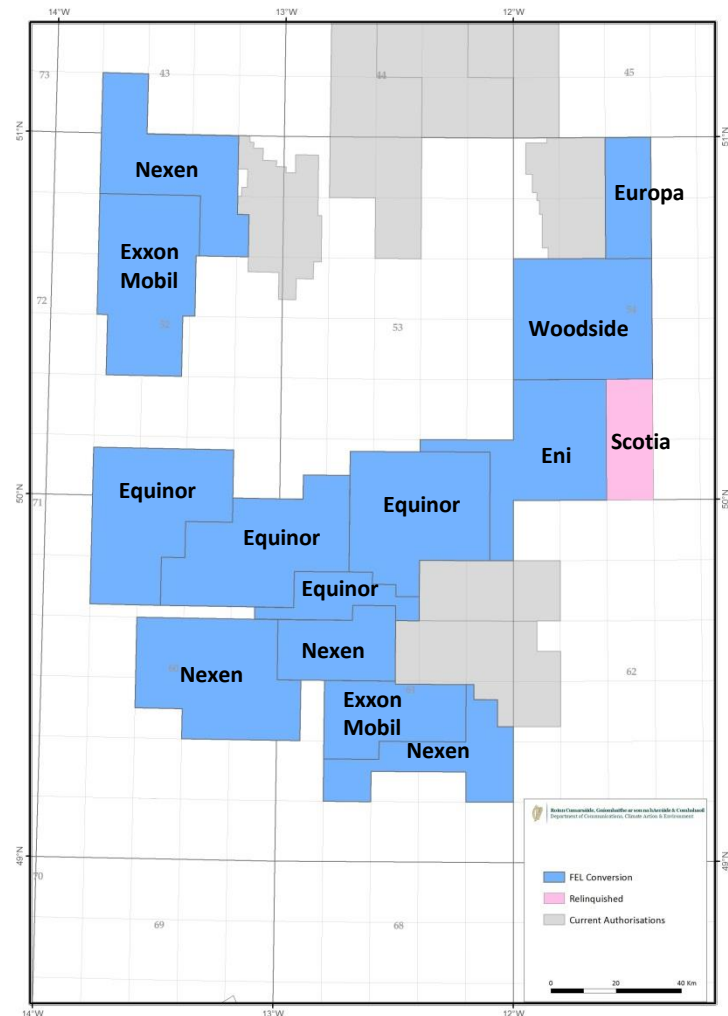 14°W 13°W 12°W
73 43 44 45
51°N 51°N
Nexen
Europa
Exxon
Mobil
72 53
Woodside
Scotia
Eni
Equinor
50°N 50°N
71
Equinor
Equinor
Equinor
Nexen
Nexen
62
Exxon
Mobil
Nexen
Department of Communications, Climate Action & Environment
49°N 49°N
70
FEL Conversion
Relinquished
69 68
Current Authorisations
0 10 20 40 Km
14°W 13°W 12°W